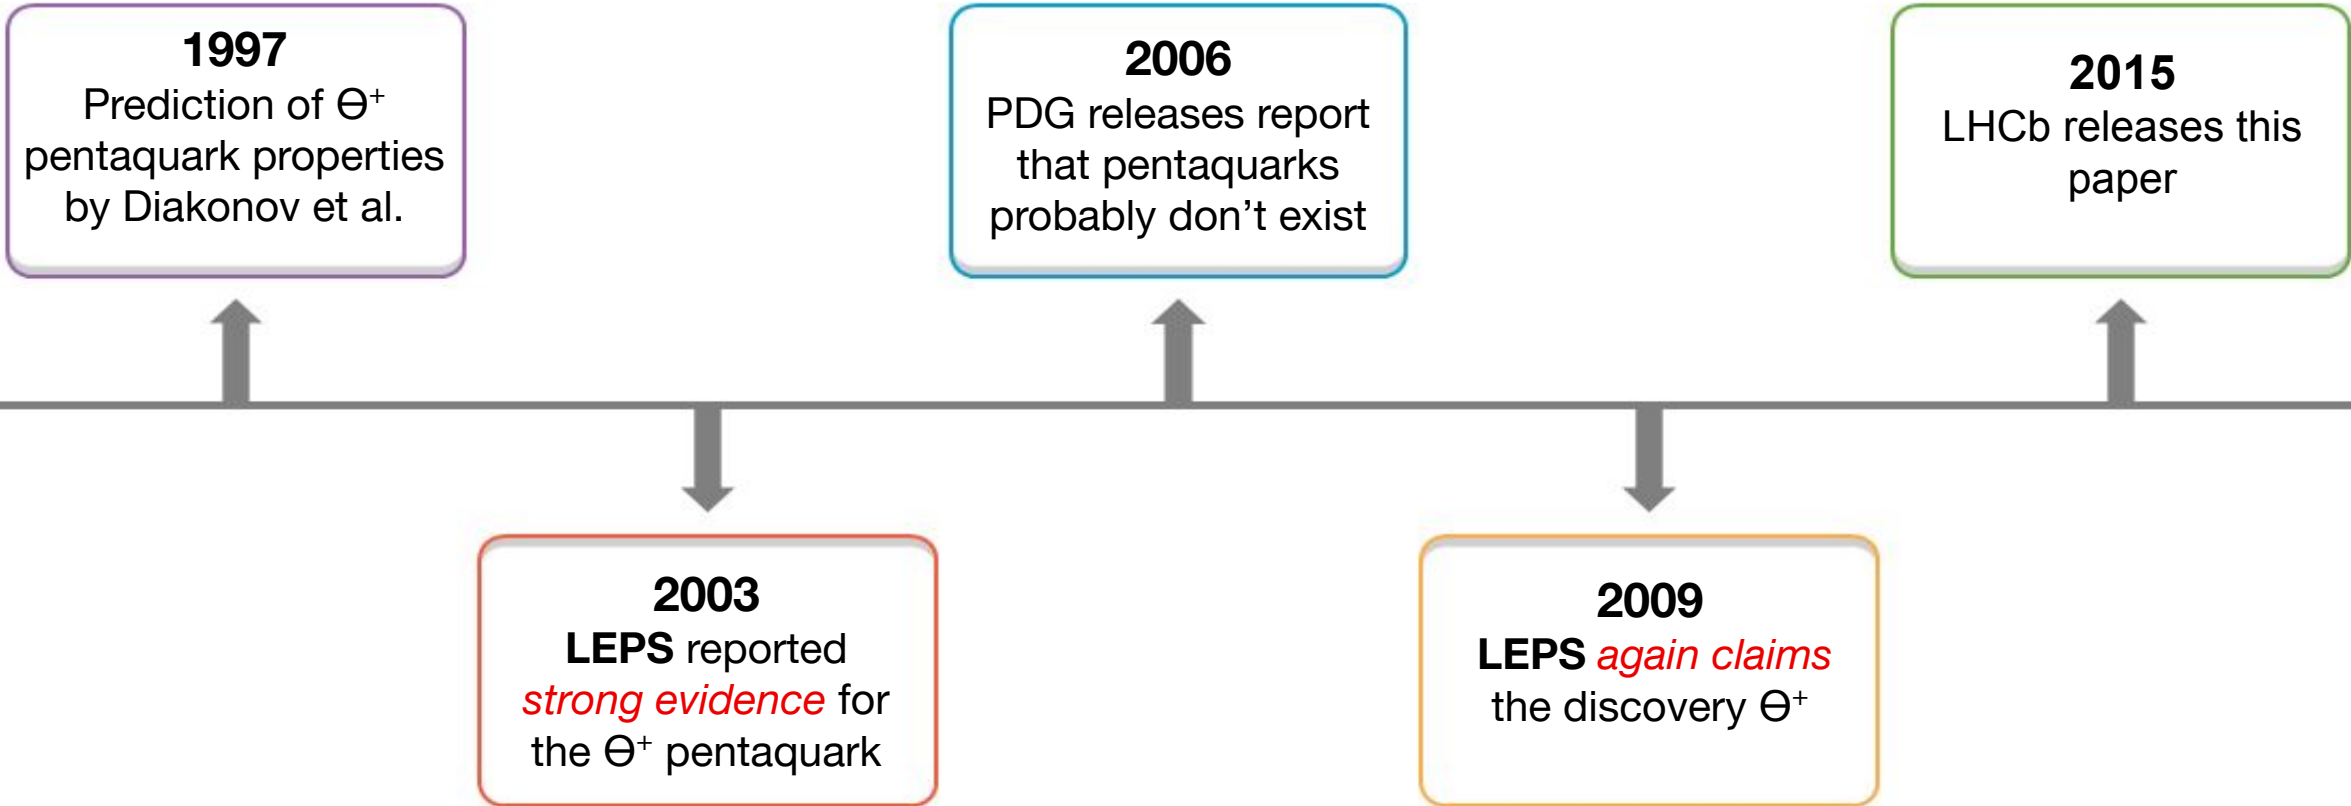 1997
Prediction of Θ⁺
pentaquark properties
by Diakonov et al.
2003
LEPS reported
strong evidence for
the Θ⁺ pentaquark
2006
PDG releases report
that pentaquarks
probably don’t exist
2009
LEPS again claims
the discovery Θ⁺
2015
LHCb releases this
paper